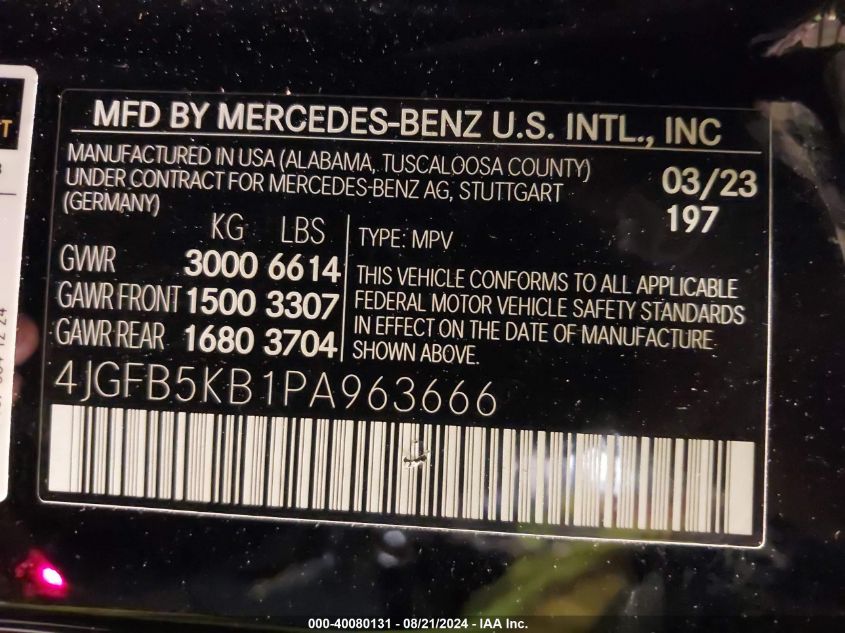 MFD BY MERCEDES-BENZ U.S. INTL., INC
MANUFACTURED IN USA (ALABAMA, TUSCALOOSA COUNTY)
UNDER CONTRACT FOR MERCEDES-BENZ AG, STUTTGART
(GERMANY)
03/23
197
KG LBS
GVWR 3000 6614
GAWR FRONT 1500 3307
GAWR REAR 1680 3704
TYPE: MPV
THIS VEHICLE CONFORMS TO ALL APPLICABLE
FEDERAL MOTOR VEHICLE SAFETY STANDARDS
IN EFFECT ON THE DATE OF MANUFACTURE
SHOWN ABOVE.
4JGFB5KB1PA963666
000-40080131 - 08/21/2024 - IAA Inc.